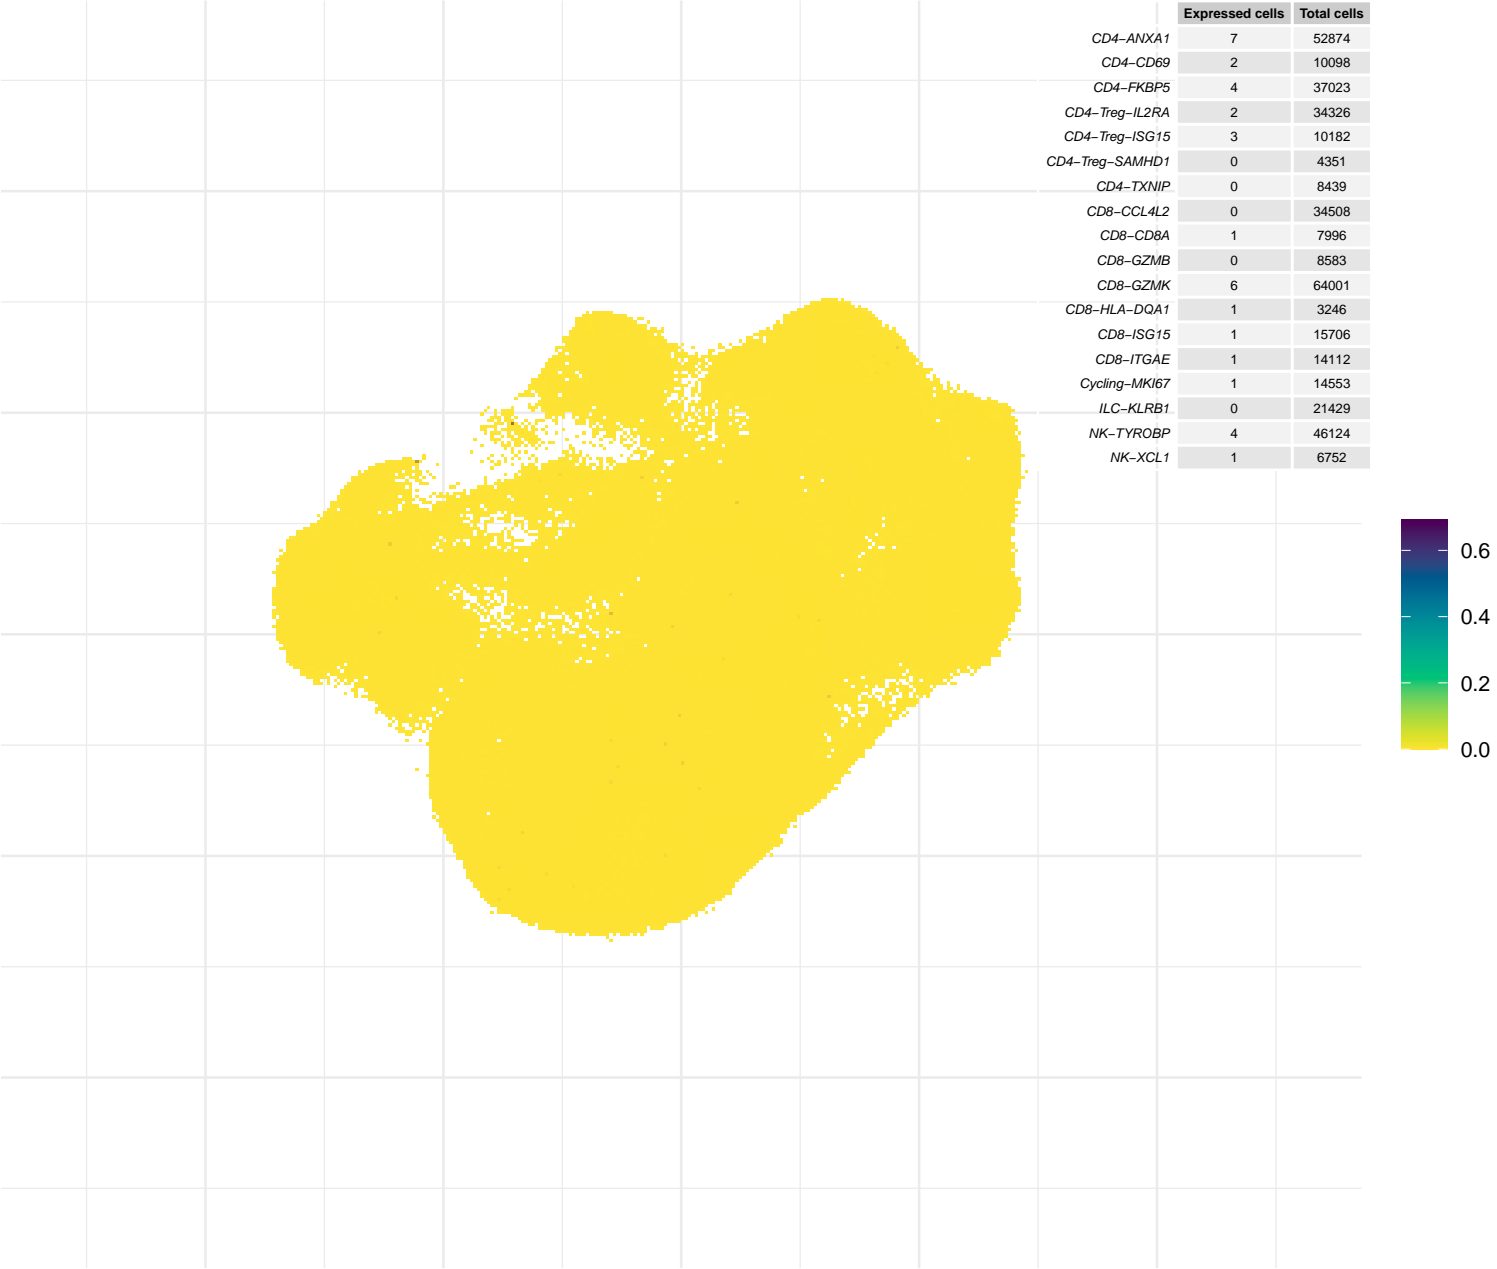 Expressed cells Total cells
CD4−ANXA1 7 52874
CD4−CD69 2 10098
CD4−FKBP5 4 37023
CD4−Treg−IL2RA 2 34326
CD4−Treg−ISG15 3 10182
CD4−Treg−SAMHD1 0 4351
CD4−TXNIP 0 8439
CD8−CCL4L2 0 34508
CD8−CD8A 1 7996
CD8−GZMB 0 8583
CD8−GZMK 6 64001
CD8−HLA−DQA1 1 3246
CD8−ISG15 1 15706
CD8−ITGAE 1 14112
Cycling−MKI67 1 14553
ILC−KLRB1 0 21429
NK−TYROBP 4 46124
NK−XCL1 1 6752
0.6
0.4
0.2
0.0